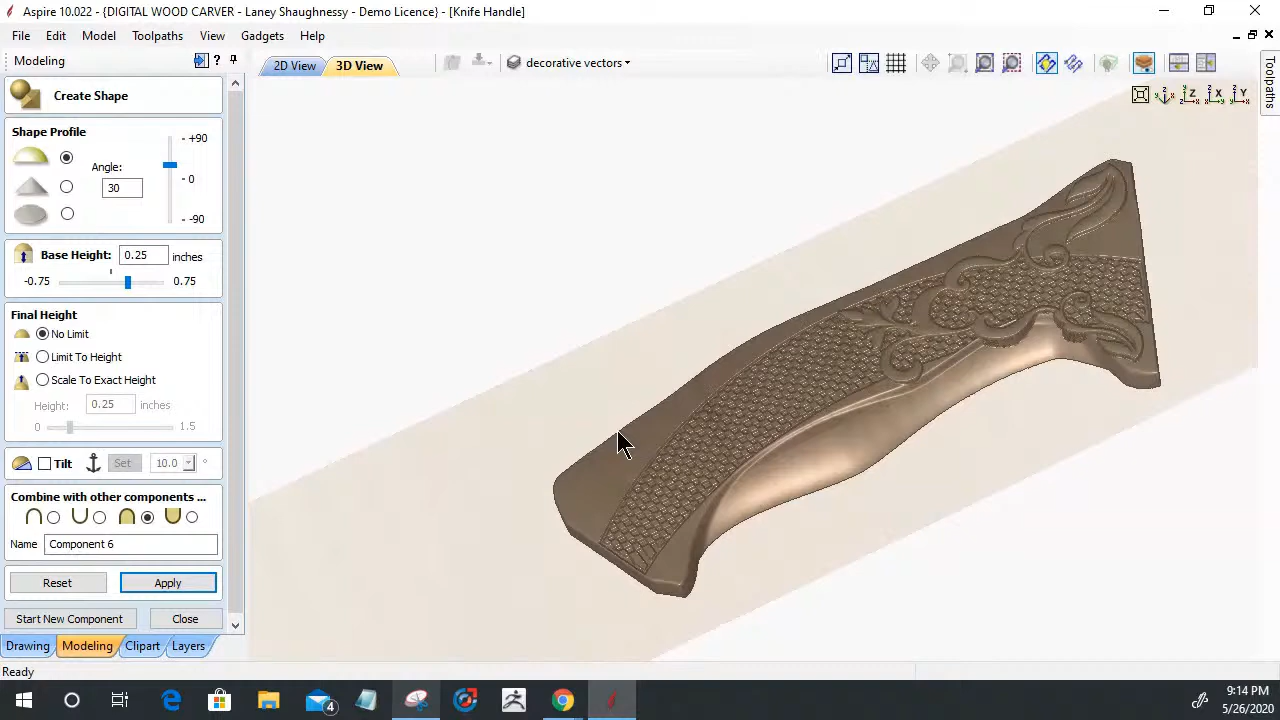 Aspire 10.022 - {DIGITAL WOOD CARVER - Laney Shaughnessy - Demo Licence} - [Knife Handle]
File Edit Model Toolpaths View Gadgets Help
Modeling ?
2D View 3D View decorative vectors
Toolpaths
Z X Y
Create Shape
Shape Profile
+90
Angle:
30
0
-90
Base Height: 0.25 inches
-0.75 0.75
Final Height
No Limit
Limit To Height
Scale To Exact Height
Height: 0.25 inches
0 1.5
Tilt Set 10.0 °
Combine with other components ...
Name Component 6
Reset Apply
Start New Component Close
Drawing Modeling Clipart Layers
Ready
4
9:14 PM
5/26/2020